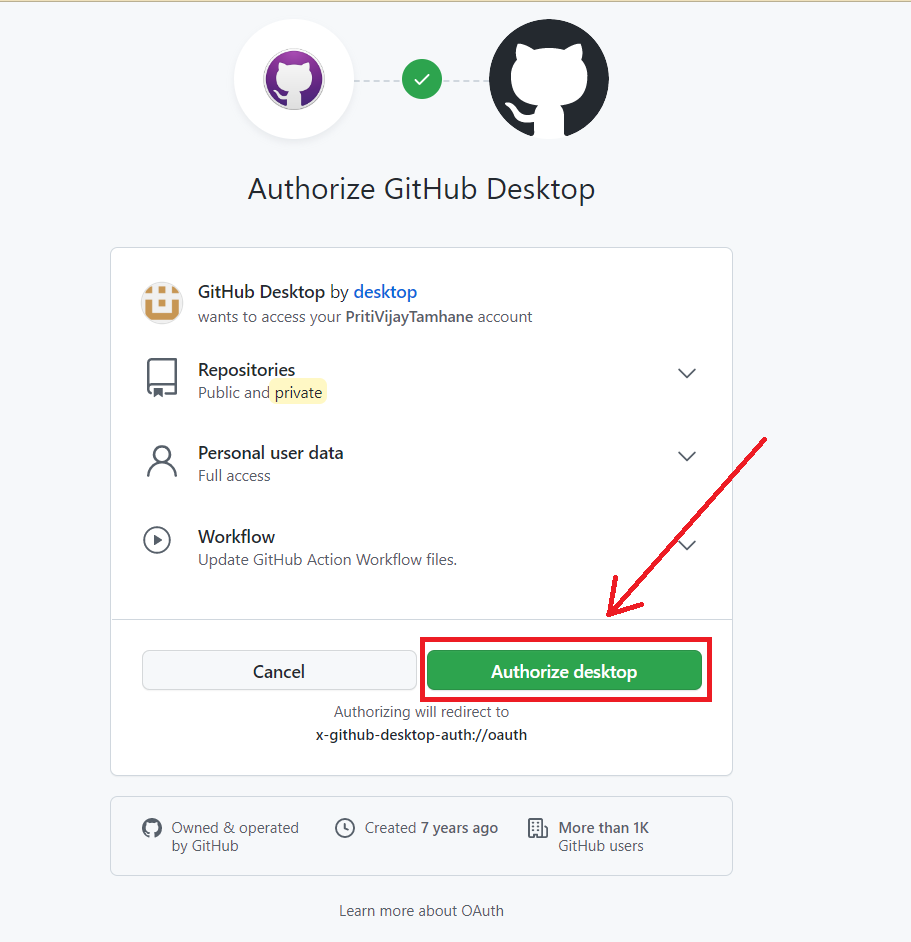 Authorize GitHub Desktop
GitHub Desktop by desktop
wants to access your PritiVijayTamhane account
Repositories
Public and private
Personal user data
Full access
Workflow
Update GitHub Action Workflow files.
Cancel
Authorize desktop
Authorizing will redirect to
x-github-desktop-auth://oauth
Owned & operated
by GitHub
Created 7 years ago
More than 1K
GitHub users
Learn more about OAuth